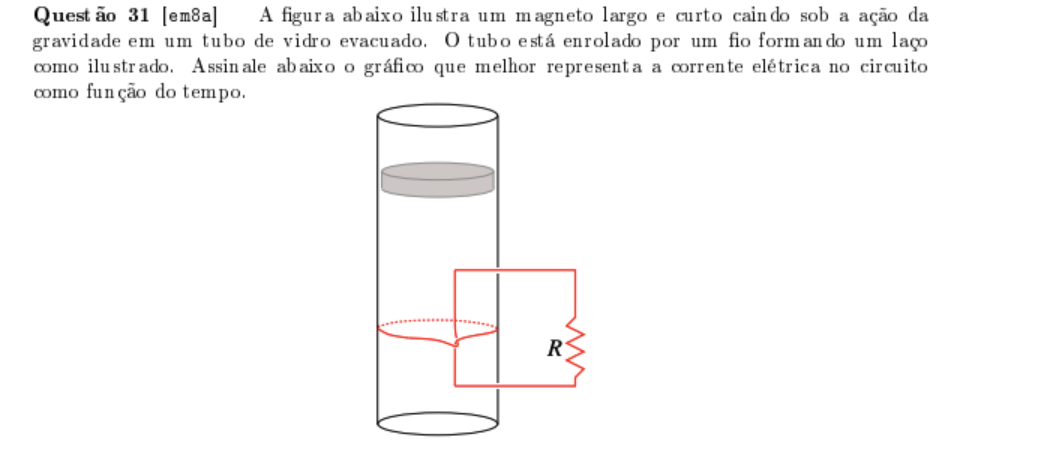 Questão 31 [em8a] A figura abaixo ilustra um magneto largo e curto caindo sob a ação da
gravidade em um tubo de vidro evacuado. O tubo está enrolado por um fio formando um laço
como ilustrado. Assinale abaixo o gráfico que melhor representa a corrente elétrica no circuito
como função do tempo.
R